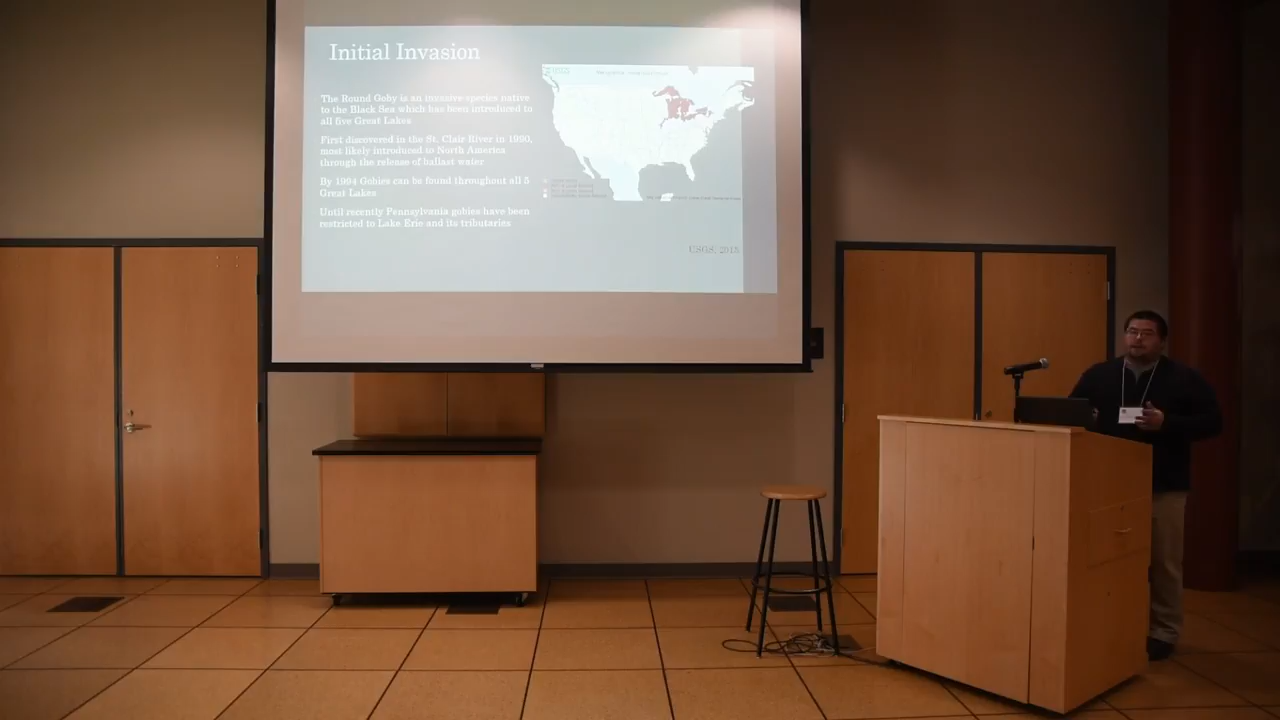 Initial Invasion
The Round Goby is an invasive species native
to the Black Sea which has been introduced in
all five Great Lakes
First discovered in the St. Clair River in 1990,
most likely introduced to North America
through the release of ballast water
By 1994 Gobies can be found throughout all 5
Great Lakes
Until recently Pennsylvania gobies have been
restricted to Lake Erie and its tributaries
USGS, 2015